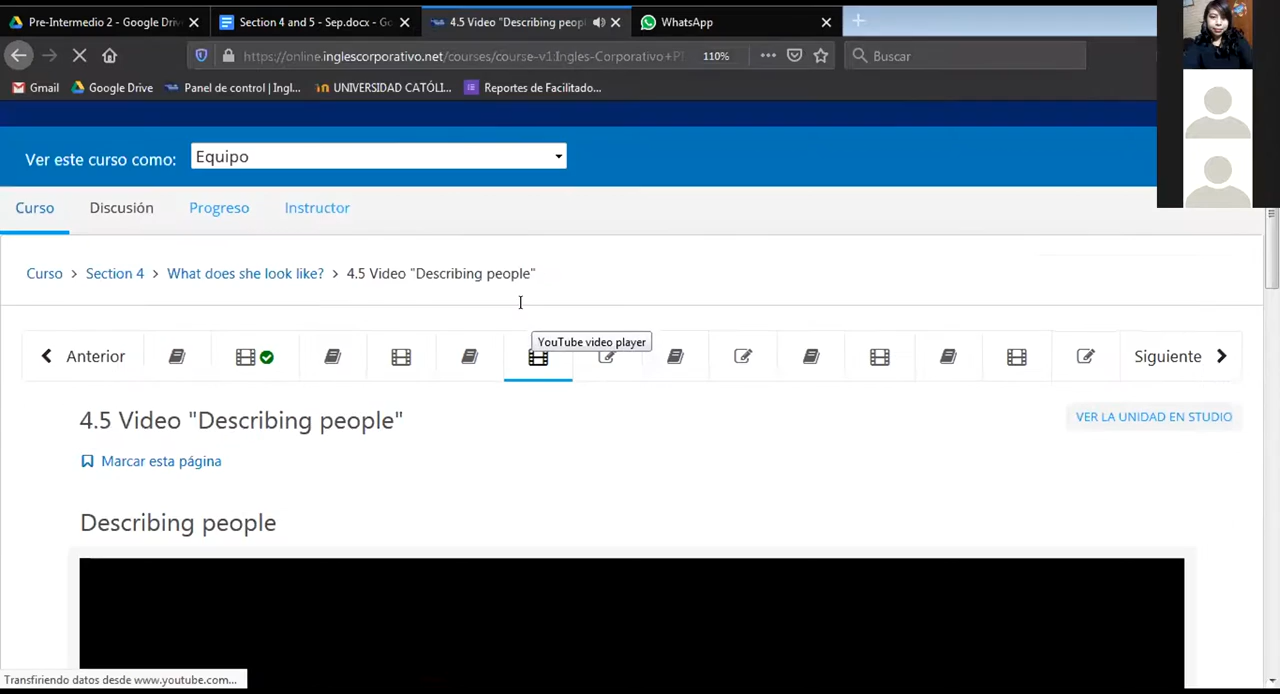 Pre-Intermedio 2 - Google Driv
Section 4 and 5 - Sep.docx - Go
4.5 Video "Describing peopl
WhatsApp
https://online.inglescorporativo.net/courses/course-v1:Ingles-Corporativo+P
110%
Buscar
Gmail
Google Drive
Panel de control | Ingl...
UNIVERSIDAD CATÓLI...
Reportes de Facilitado...
Ver este curso como:
Equipo
Curso
Discusión
Progreso
Instructor
Curso > Section 4 > What does she look like? > 4.5 Video "Describing people"
YouTube video player
Anterior
Siguiente
4.5 Video "Describing people"
VER LA UNIDAD EN STUDIO
Marcar esta página
Describing people
Transfiriendo datos desde www.youtube.com...